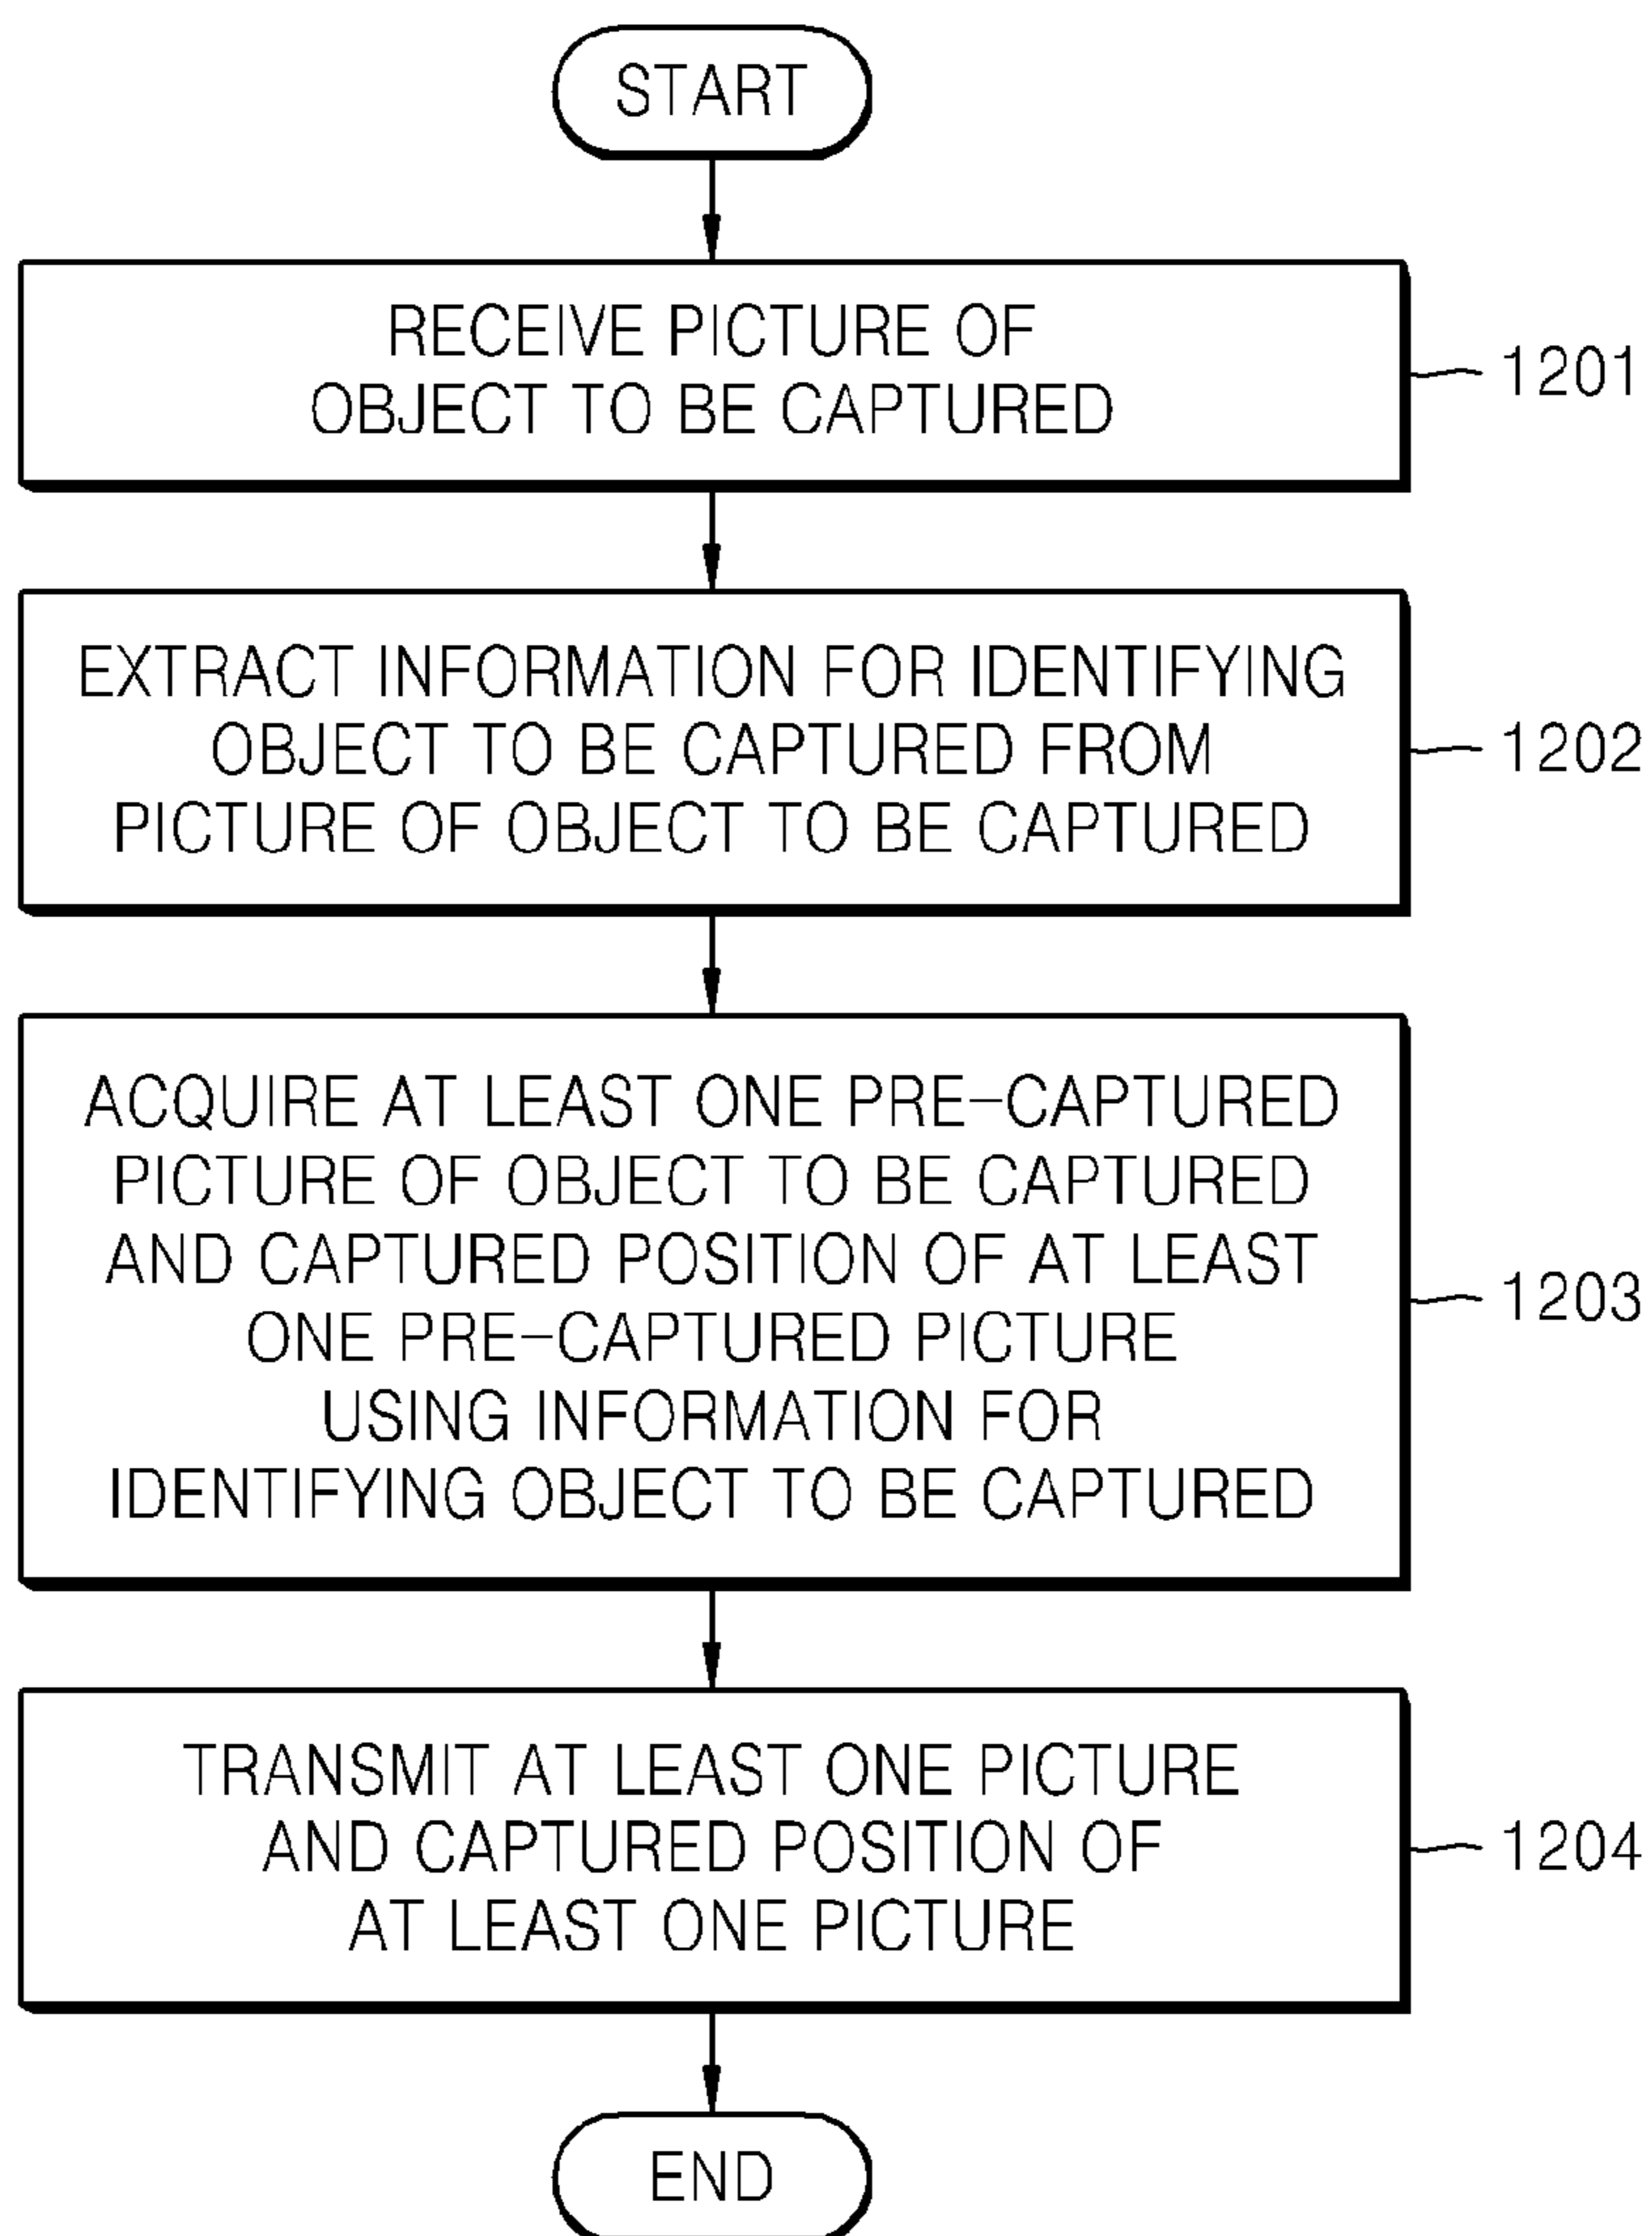 START
RECEIVE PICTURE OF
OBJECT TO BE CAPTURED
1201
EXTRACT INFORMATION FOR IDENTIFYING
OBJECT TO BE CAPTURED FROM
PICTURE OF OBJECT TO BE CAPTURED
1202
ACQUIRE AT LEAST ONE PRE-CAPTURED
PICTURE OF OBJECT TO BE CAPTURED
AND CAPTURED POSITION OF AT LEAST
ONE PRE-CAPTURED PICTURE
USING INFORMATION FOR
IDENTIFYING OBJECT TO BE CAPTURED
1203
TRANSMIT AT LEAST ONE PICTURE
AND CAPTURED POSITION OF
AT LEAST ONE PICTURE
1204
END